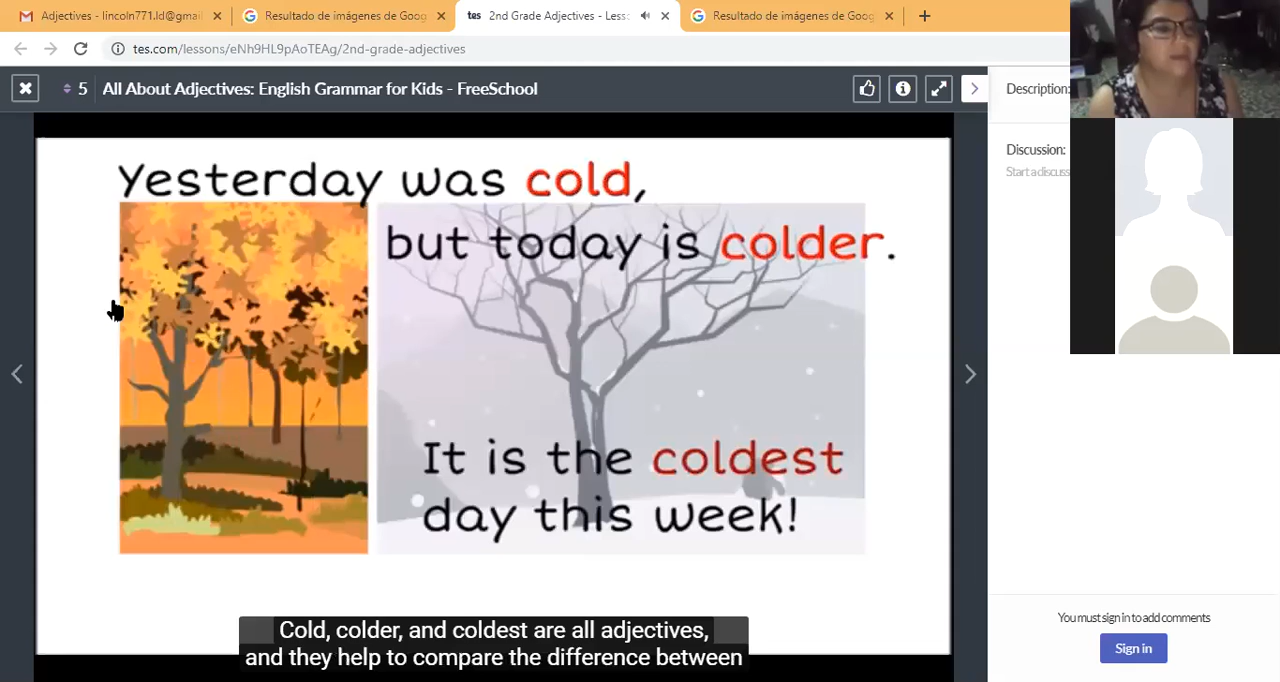 Adjectives - lincoln771.ld@gmai
Resultado de imágenes de Goog
tes 2nd Grade Adjectives - Less
Resultado de imágenes de Goog
tes.com/lessons/eNh9HL9pAoTEAg/2nd-grade-adjectives
5 All About Adjectives: English Grammar for Kids - FreeSchool
Description:
Discussion:
Start a discuss
Yesterday was cold,
but today is colder.
It is the coldest
day this week!
Cold, colder, and coldest are all adjectives,
and they help to compare the difference between
You must sign in to add comments
Sign in